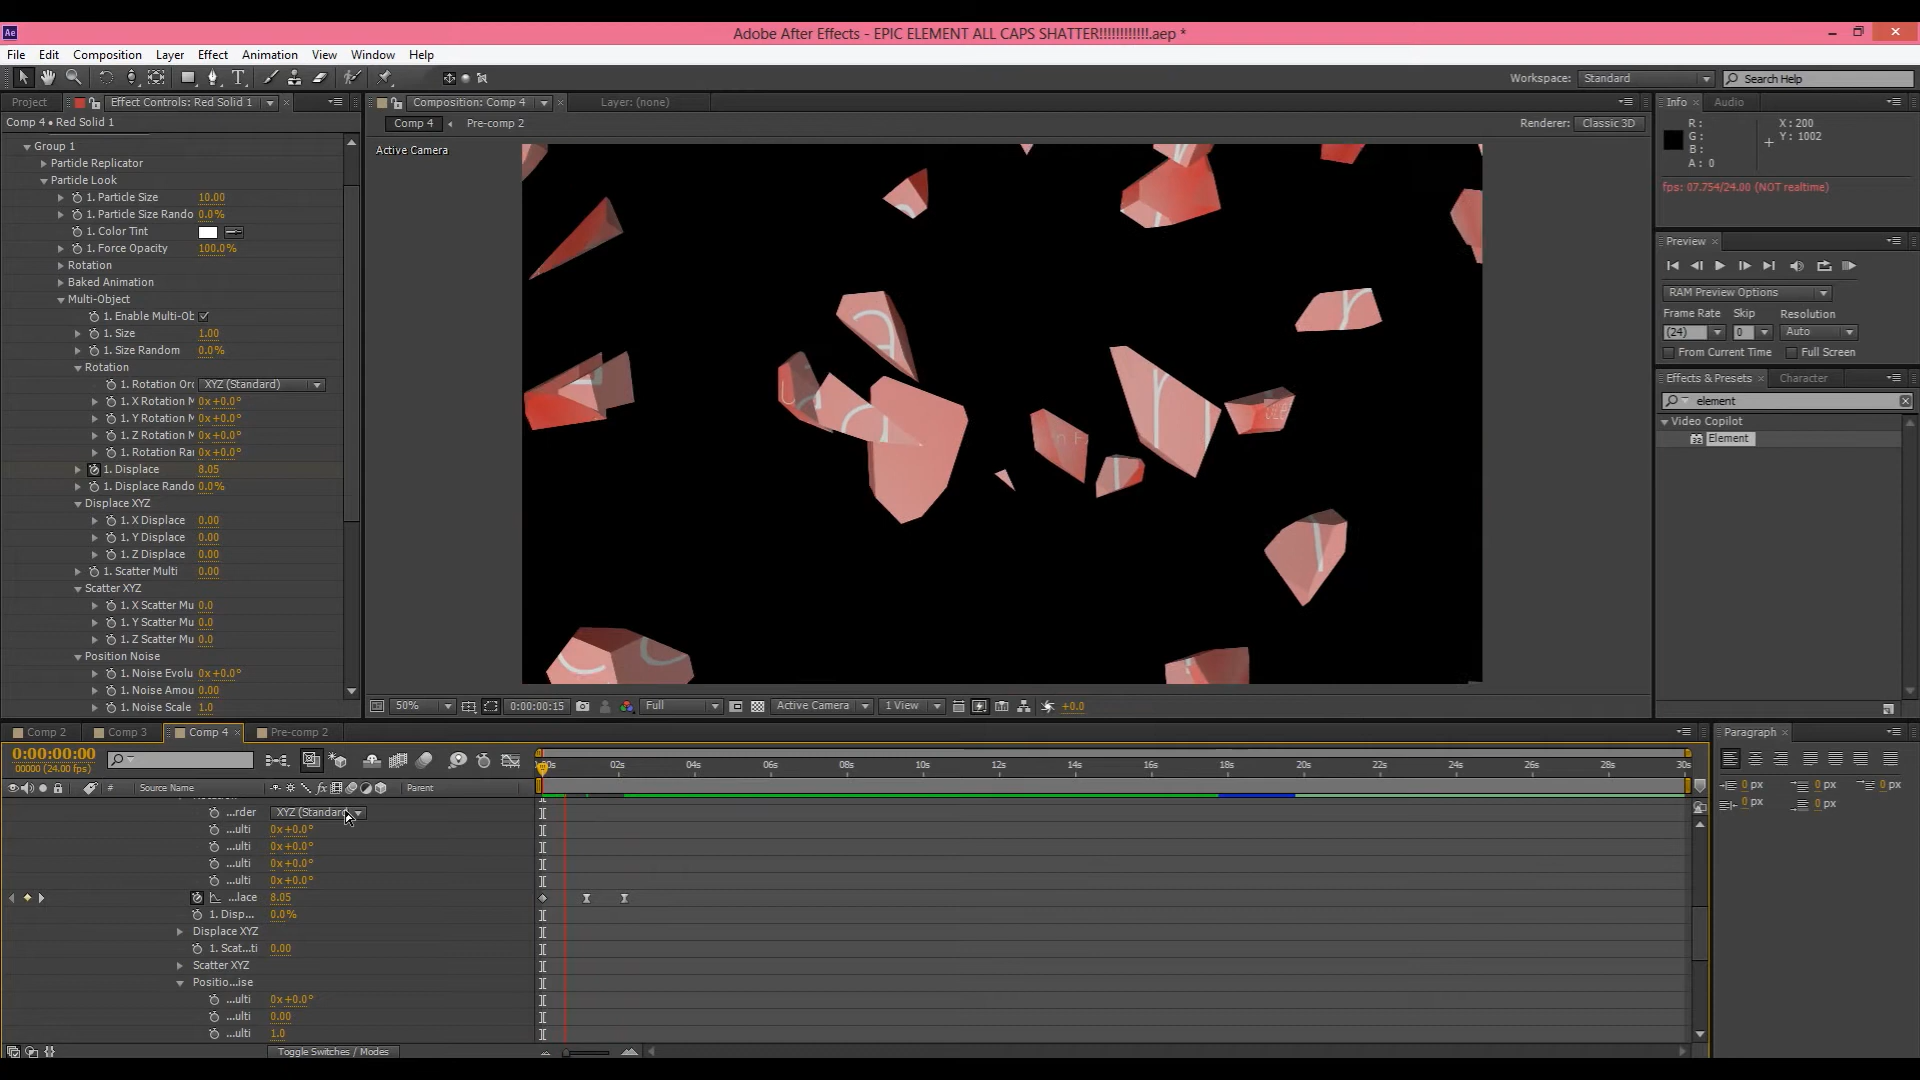 Adobe After Effects - EPIC ELEMENT ALL CAPS SHATTER!!!!!!!!!!!!.aep *
File Edit Composition Layer Effect Animation View Window Help
Workspace: Standard Search Help
Project Effect Controls: Red Solid 1 Composition: Comp 4 Layer: (none) Info Audio
Comp 4 • Red Solid 1
Comp 4 Pre-comp 2 Renderer: Classic 3D
Active Camera
R:
G:
B:
A: 0
X: 200
Y: 1002
fps: 07.754/24.00 (NOT realtime)
Group 1
Particle Replicator
Particle Look
1. Particle Size 10.00
1. Particle Size Rando 0.0%
1. Color Tint
1. Force Opacity 100.0%
Rotation
Baked Animation
Multi-Object
1. Enable Multi-Ob
1. Size 1.00
1. Size Random 0.0%
Rotation
1. Rotation Orc XYZ (Standard)
1. X Rotation M 0x+0.0°
1. Y Rotation M 0x+0.0°
1. Z Rotation M 0x+0.0°
1. Rotation Rai 0x+0.0°
1. Displace 8.05
1. Displace Rando 0.0%
Displace XYZ
1. X Displace 0.00
1. Y Displace 0.00
1. Z Displace 0.00
1. Scatter Multi 0.00
Scatter XYZ
1. X Scatter Mu 0.0
1. Y Scatter Mu 0.0
1. Z Scatter Mu 0.0
Position Noise
1. Noise Evolu 0x+0.0°
1. Noise Amou 0.00
1. Noise Scale 1.0
Preview
RAM Preview Options
Frame Rate Skip Resolution
(24) 0 Auto
From Current Time Full Screen
Effects & Presets Character
element
Video Copilot
Element
50% 0:00:00:15 Full Active Camera 1 View +0.0
Comp 2 Comp 3 Comp 4 Pre-comp 2
0:00:00:00
00000 (24.00 fps)
# Source Name Parent
02s 04s 06s 08s 10s 12s 14s 16s 18s 20s 22s 24s 26s 28s 30s
...rder XYZ (Standard
...ulti 0x+0.0°
...ulti 0x+0.0°
...ulti 0x+0.0°
...ulti 0x+0.0°
...lace 8.05
1. Disp... 0.0%
Displace XYZ
1. Scat...ti 0.00
Scatter XYZ
Positio...ise
...ulti 0x+0.0°
...ulti 0.00
...ulti 1.0
Toggle Switches / Modes
Paragraph
0 px 0 px 0 px
0 px 0 px